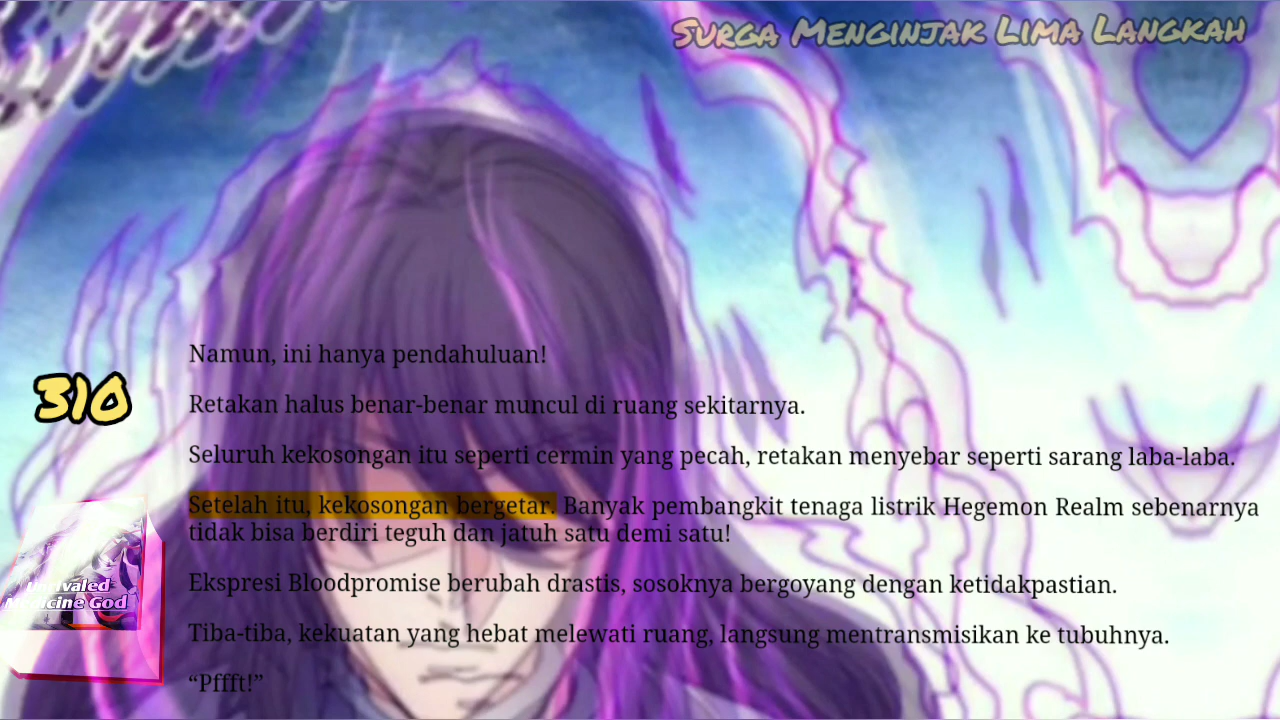 Surga Menginjak Lima Langkah
Namun, ini hanya pendahuluan!
310
Retakan halus benar-benar muncul di ruang sekitarnya.
Seluruh kekosongan itu seperti cermin yang pecah, retakan menyebar seperti sarang laba-laba.
Setelah itu, kekosongan bergetar. Banyak pembangkit tenaga listrik Hegemon Realm sebenarnya
tidak bisa berdiri teguh dan jatuh satu demi satu!
Ekspresi Bloodpromise berubah drastis, sosoknya bergoyang dengan ketidakpastian.
Unrivaled
Medicine God
Tiba-tiba, kekuatan yang hebat melewati ruang, langsung mentransmisikan ke tubuhnya.
“Pffft!”